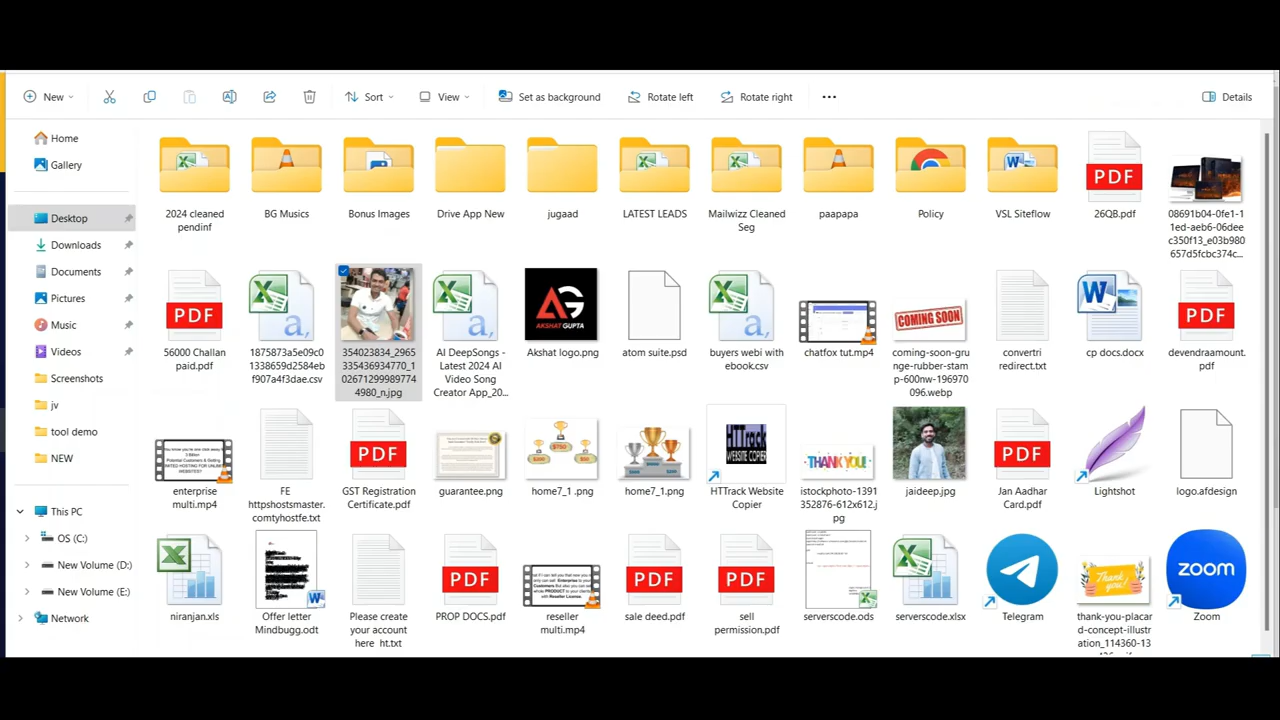 New
Sort
View
Set as background
Rotate left
Rotate right
Details
Home
Gallery
Desktop
Downloads
Documents
Pictures
Music
Videos
Screenshots
jv
tool demo
NEW
This PC
OS (C:)
New Volume (D:)
New Volume (E:)
Network
2024 cleaned
pendinf
BG Musics
Bonus Images
Drive App New
jugaad
LATEST LEADS
Mailwizz Cleaned
Seg
paapapa
Policy
VSL Siteflow
PDF
26QB.pdf
08691b04-0fe1-1
1ed-aeb6-06dee
c350f13_e03b980
657d5fcbc374c...
PDF
56000 Challan
paid.pdf
a,
1875873a5e09c0
1338659d2584eb
f907a4f3dae.csv
354023834_2965
335436934770_1
02671299989774
4980_n.jpg
a,
AI DeepSongs -
Latest 2024 AI
Video Song
Creator App_20...
AKSHAT GUPTA
Akshat logo.png
atom suite.psd
a,
buyers webi with
ebook.csv
chatfox tut.mp4
COMING SOON
coming-soon-gru
nge-rubber-stam
p-600nw-196970
096.webp
convertri
redirect.txt
cp docs.docx
PDF
devendraamount.
pdf
enterprise
multi.mp4
FE
httpshostsmaster.
comtyhostfe.txt
PDF
GST Registration
Certificate.pdf
guarantee.png
home7_1 .png
home7_1.png
HTTrack
WEBSITE COPIER
HTTrack Website
Copier
THANK YOU!
istockphoto-1391
352876-612x612.j
pg
jaideep.jpg
PDF
Jan Aadhar
Card.pdf
Lightshot
logo.afdesign
niranjan.xls
Offer letter
Mindbugg.odt
Please create
your account
here ht.txt
PDF
PROP DOCS.pdf
reseller
multi.mp4
PDF
sale deed.pdf
PDF
sell
permission.pdf
serverscode.ods
serverscode.xlsx
Telegram
Thank you
thank-you-placar
d-concept-illustr
ation_114360-13
zoom
Zoom